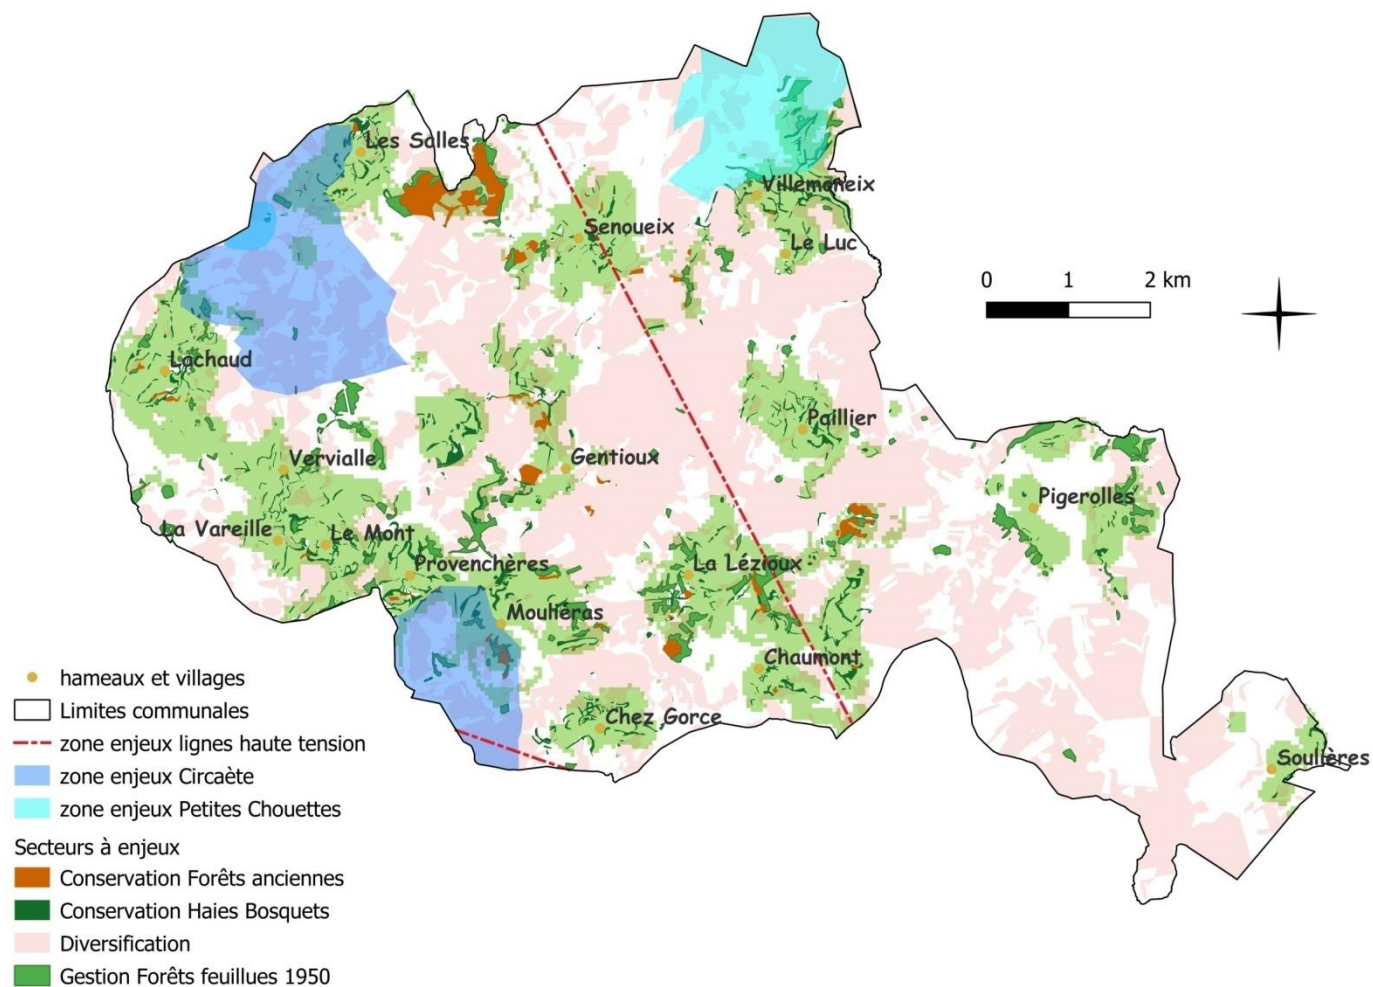 Les Salles
Villemoneix
Senoueix
Le Luc
0 1 2 km
Lachaud
Paillier
Vervialle
Gentioux
Pigerolles
La Vareille
Le Mont
Provenchères
La Lézioux
Mouliéras
Chaumont
Chez Gorce
Soulières
hameaux et villages
Limites communales
zone enjeux lignes haute tension
zone enjeux Circaète
zone enjeux Petites Chouettes
Secteurs à enjeux
Conservation Forêts anciennes
Conservation Haies Bosquets
Diversification
Gestion Forêts feuillues 1950